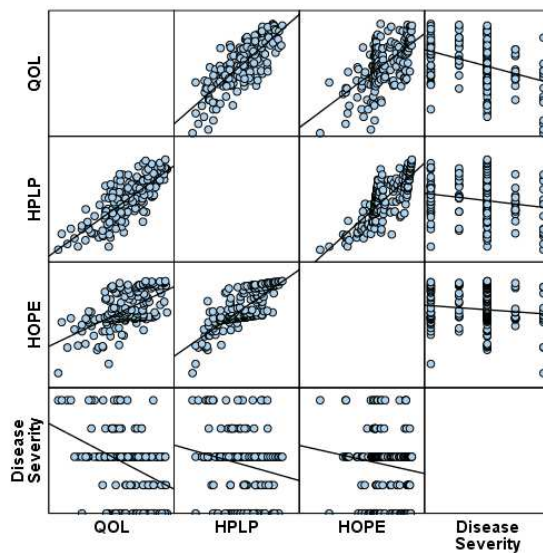 QOL
HPLP
HOPE
Disease
Severity
QOL
HPLP
HOPE
Disease
Severity